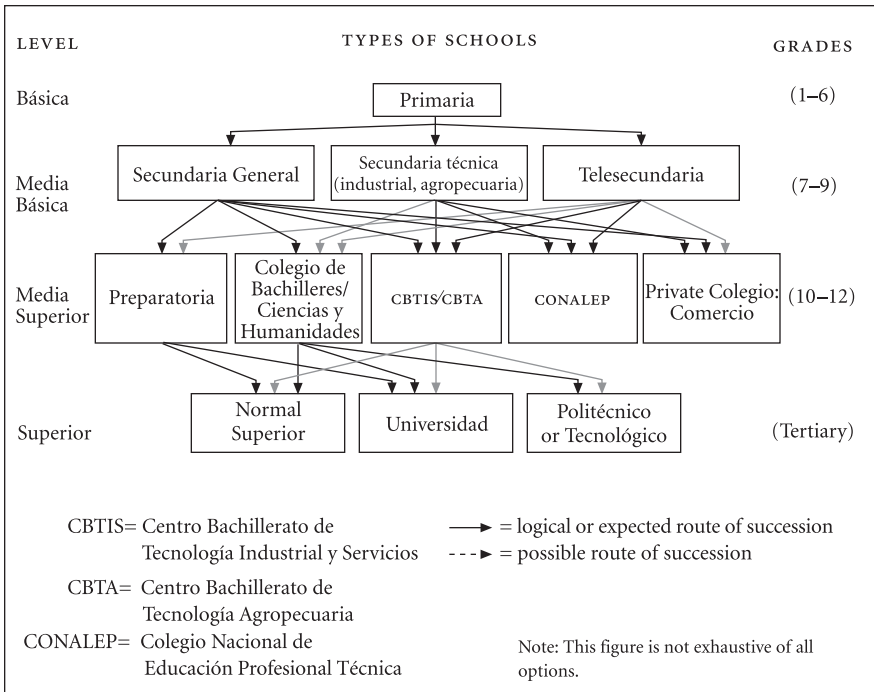 LEVEL
TYPES OF SCHOOLS
GRADES
Básica
Primaria
(1–6)
Media
Básica
Secundaria General
Secundaria técnica
(industrial, agropecuaria)
Telesecundaria
(7–9)
Media
Superior
Preparatoria
Colegio de
Bachilleres/
Ciencias y
Humanidades
CBTIS/CBTA
CONALEP
Private Colegio:
Comercio
(10–12)
Superior
Normal
Superior
Universidad
Politécnico
or Tecnológico
(Tertiary)
CBTIS= Centro Bachillerato de
Tecnología Industrial y Servicios
CBTA= Centro Bachillerato de
Tecnología Agropecuaria
CONALEP= Colegio Nacional de
Educación Profesional Técnica
= logical or expected route of succession
= possible route of succession
Note: This figure is not exhaustive of all
options.